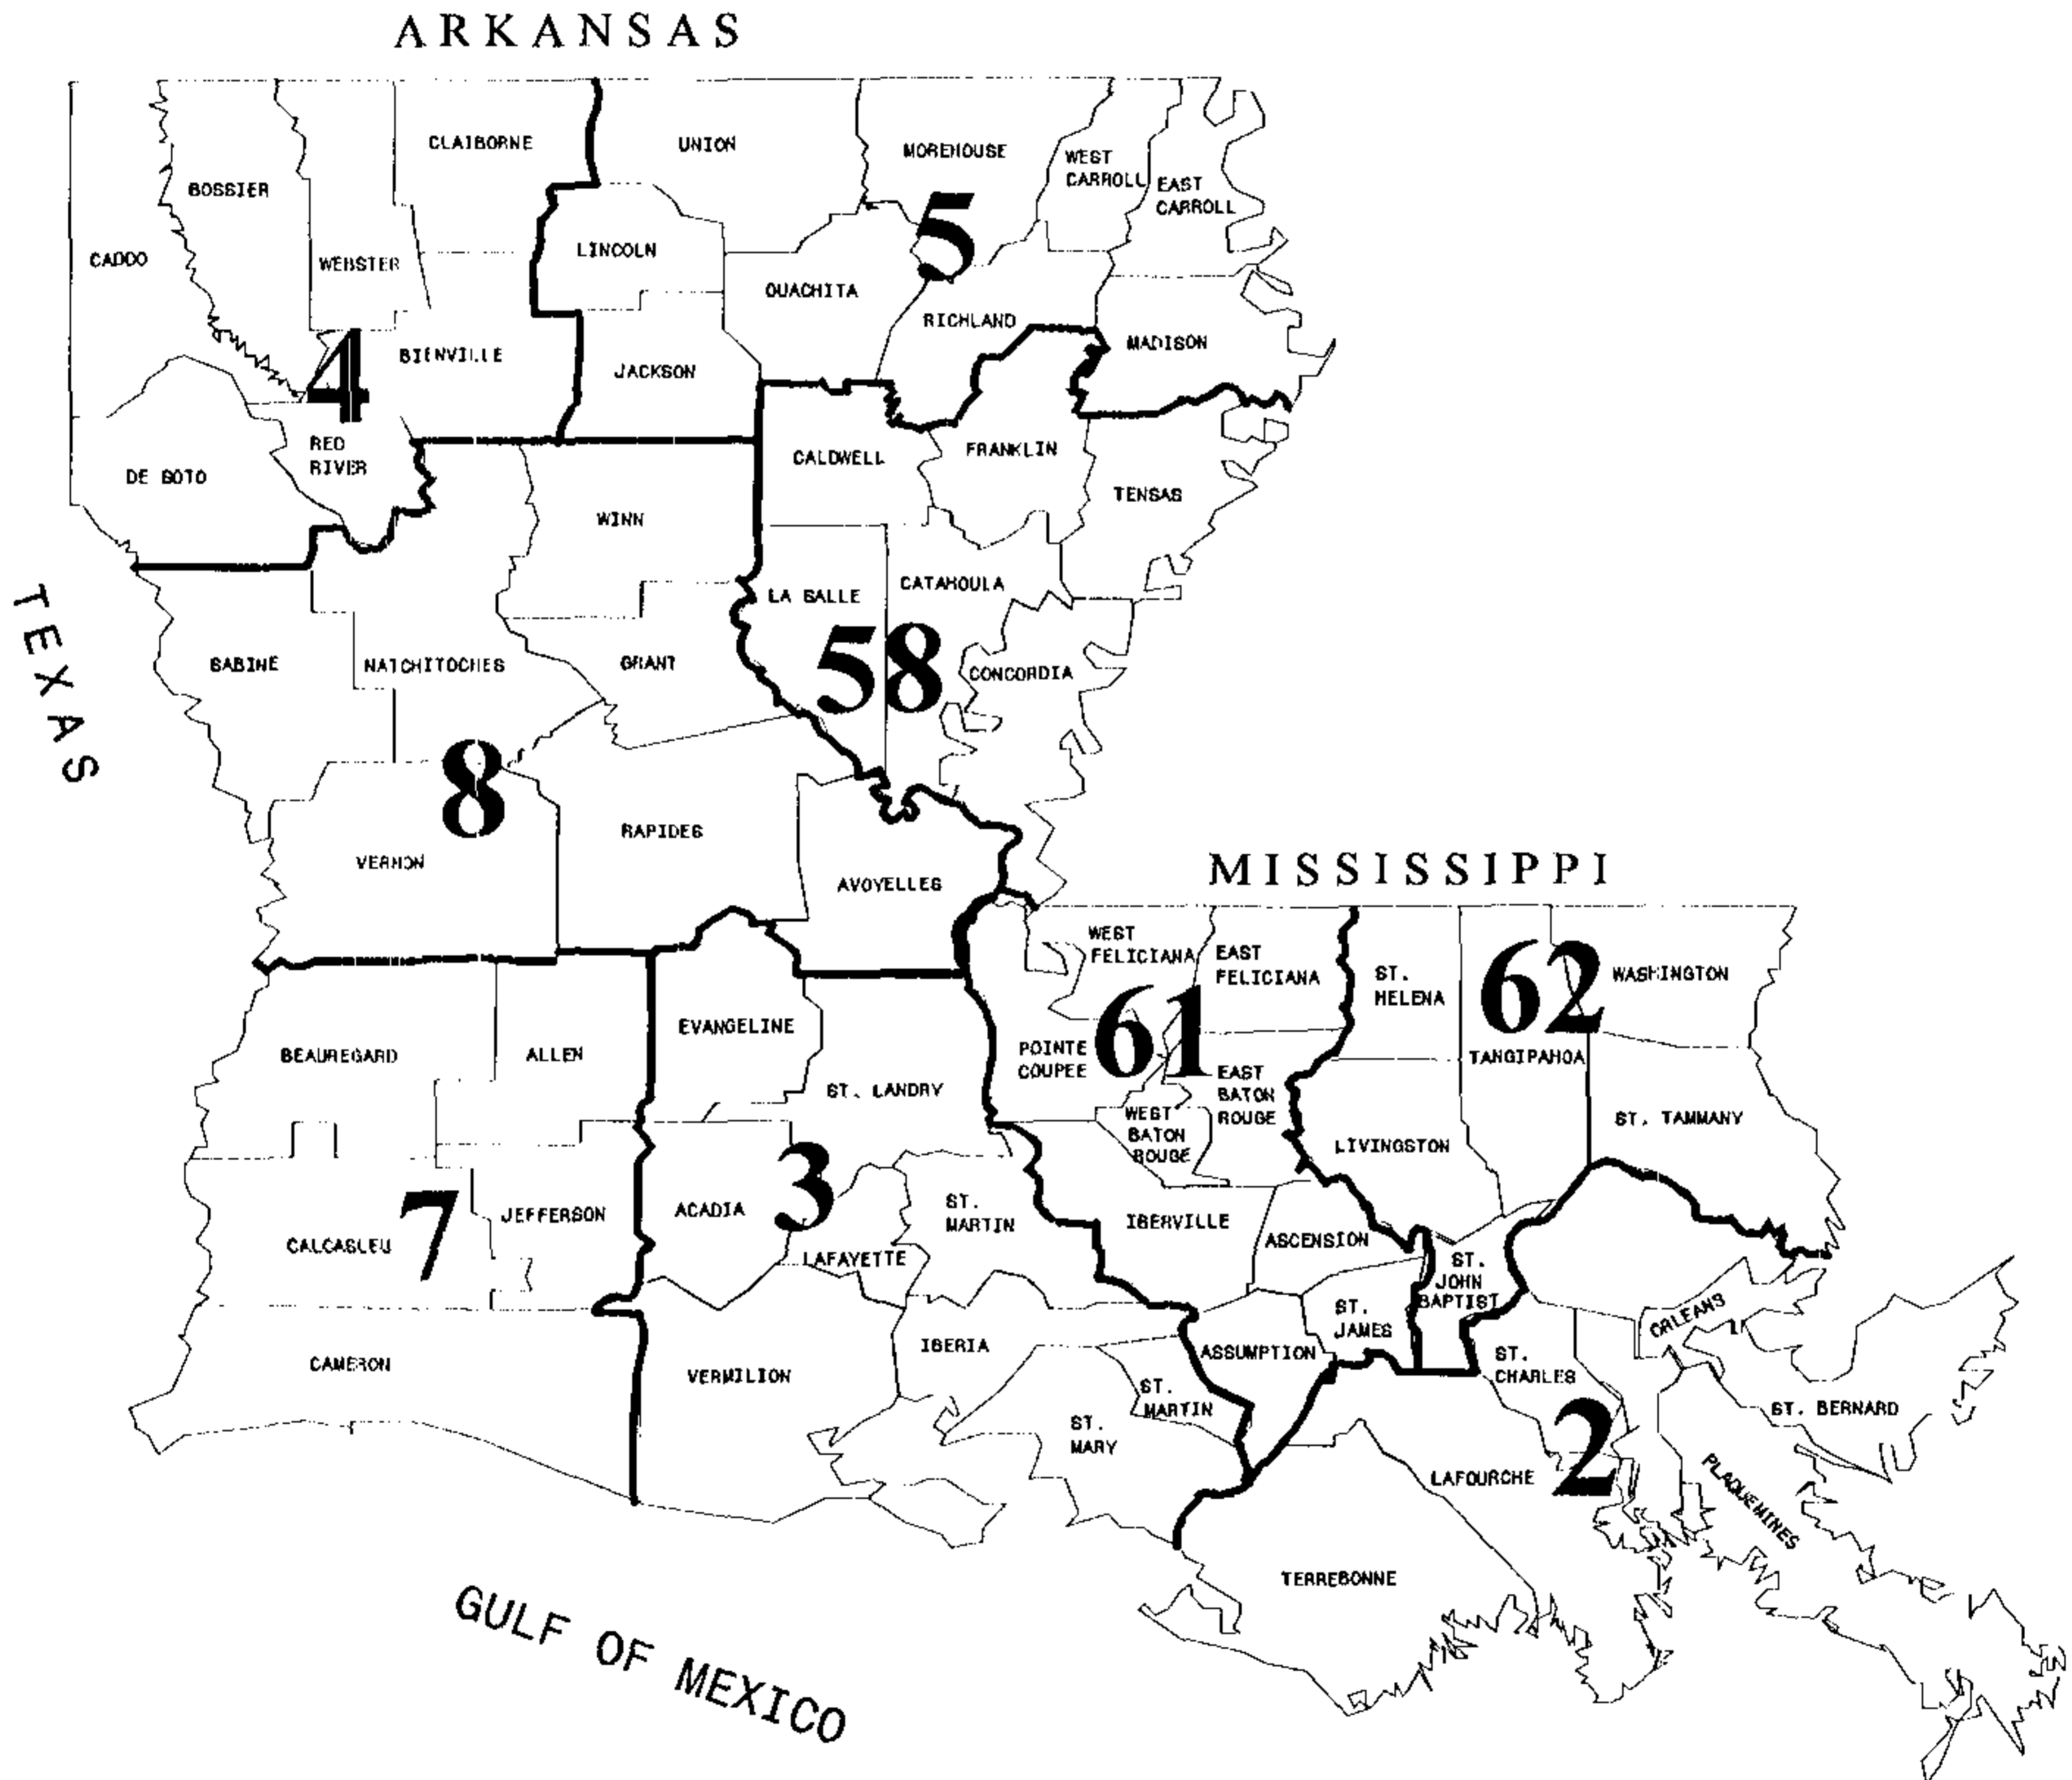 ARKANSAS
CLAIBORNE
UNION
MOREHOUSE
WEST
CARROLL
EAST
CARROLL
BOSSIER
5
CADDO
WEBSTER
LINCOLN
OUACHITA
RICHLAND
MADISON
4
BIENVILLE
JACKSON
RED
RIVER
DE SOTO
CALDWELL
FRANKLIN
TENSAS
WINN
TEXAS
LA SALLE
CATAHOULA
SABINE
NATCHITOCHES
GRANT
58
CONCORDIA
8
RAPIDES
VERNON
AVOYELLES
MISSISSIPPI
WEST
FELICIANA
EAST
FELICIANA
ST.
HELENA
62
WASHINGTON
BEAUREGARD
ALLEN
EVANGELINE
POINTE
COUPEE
61
TANGIPAHOA
ST. LANDRY
EAST
BATON
ROUGE
WEST
BATON
ROUGE
LIVINGSTON
ST. TAMMANY
7
JEFFERSON
ACADIA
3
ST.
MARTIN
IBERVILLE
CALCASIEU
LAFAYETTE
ASCENSION
ST.
JOHN
BAPTIST
ST.
JAMES
ORLEANS
CAMERON
VERMILION
IBERIA
ASSUMPTION
ST.
CHARLES
ST.
MARTIN
ST.
MARY
ST. BERNARD
2
LAFOURCHE
PLAQUEMINES
TERREBONNE
GULF OF MEXICO